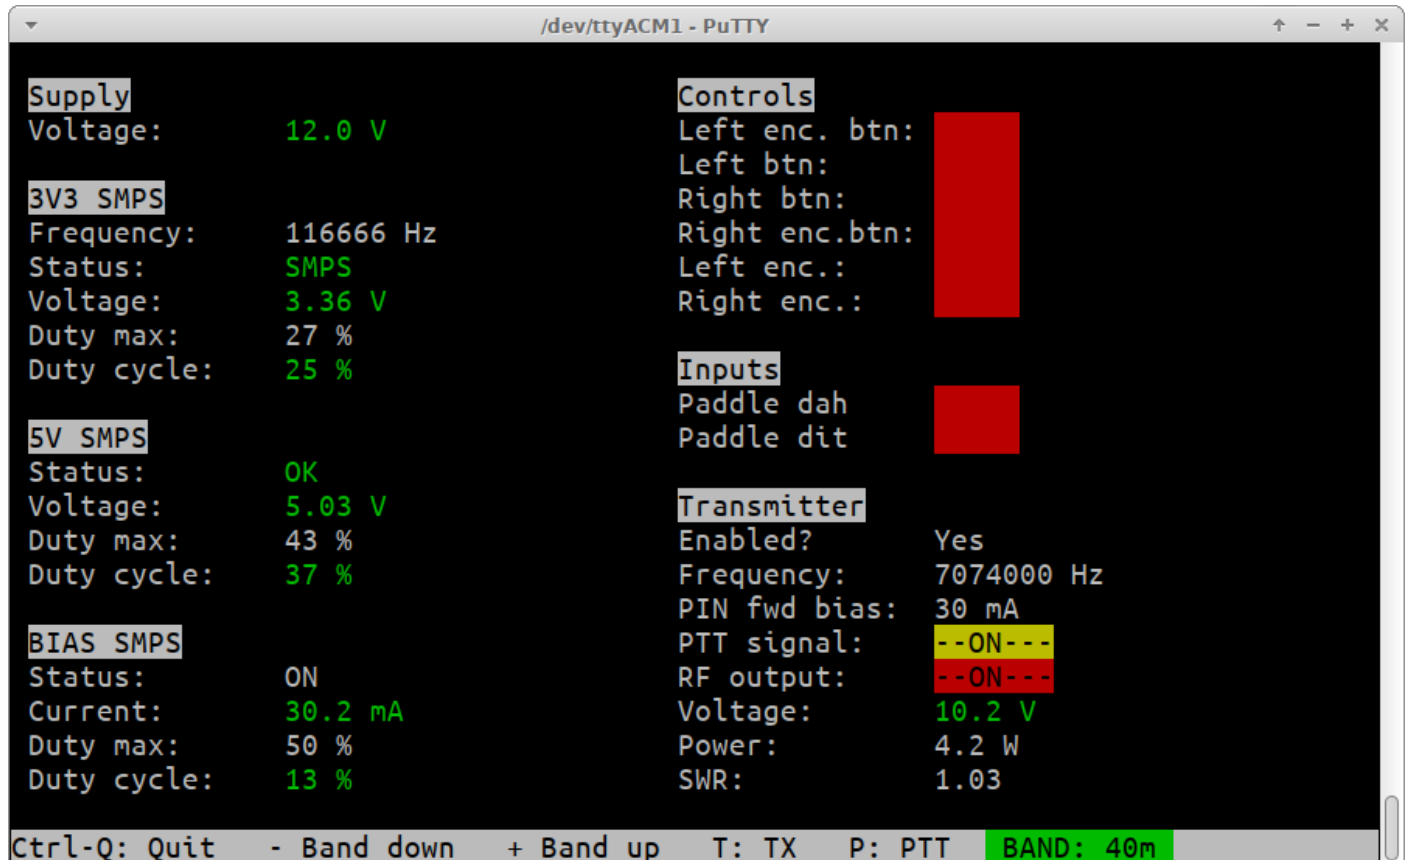 /dev/ttyACM1 - PuTTY
Supply
Voltage: 12.0 V
3V3 SMPS
Frequency: 116666 Hz
Status: SMPS
Voltage: 3.36 V
Duty max: 27 %
Duty cycle: 25 %
5V SMPS
Status: OK
Voltage: 5.03 V
Duty max: 43 %
Duty cycle: 37 %
BIAS SMPS
Status: ON
Current: 30.2 mA
Duty max: 50 %
Duty cycle: 13 %
Controls
Left enc. btn:
Left btn:
Right btn:
Right enc.btn:
Left enc.:
Right enc.:
Inputs
Paddle dah
Paddle dit
Transmitter
Enabled? Yes
Frequency: 7074000 Hz
PIN fwd bias: 30 mA
PTT signal: --ON---
RF output: --ON---
Voltage: 10.2 V
Power: 4.2 W
SWR: 1.03
Ctrl-Q: Quit - Band down + Band up T: TX P: PTT BAND: 40m